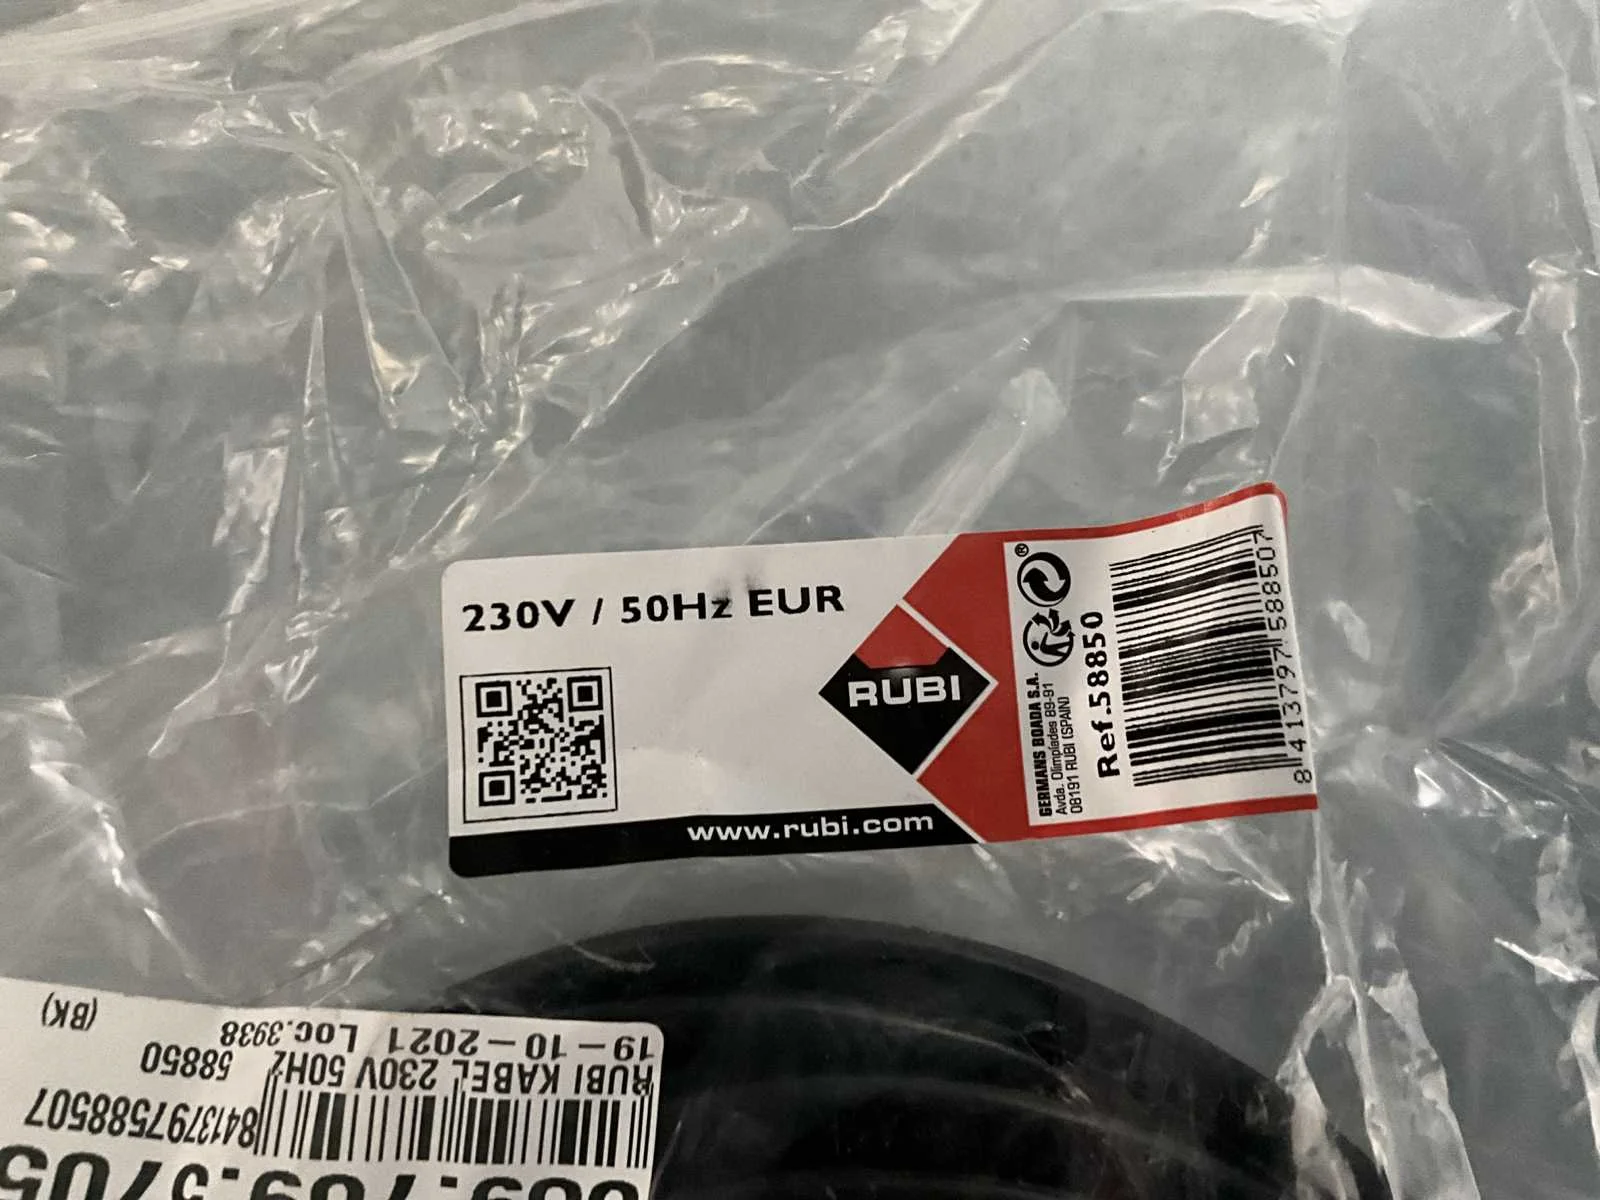 230V / 50Hz EUR
RUBI
www.rubi.com
®
GERMANS BOADA S.A.
Avda. Olimpíades 89-91
08191 RUBI (SPAIN)
Ref.58850
8 413797 588507
(BK)
19-10-2021 Loc.3938
RUBI KABEL 230V 50Hz 58850
8413797588507